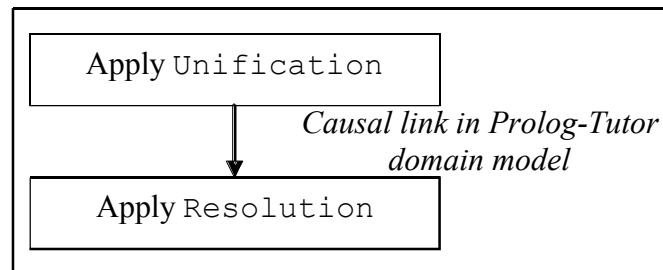 Apply Unification
Causal link in Prolog-Tutor
domain model
Apply Resolution